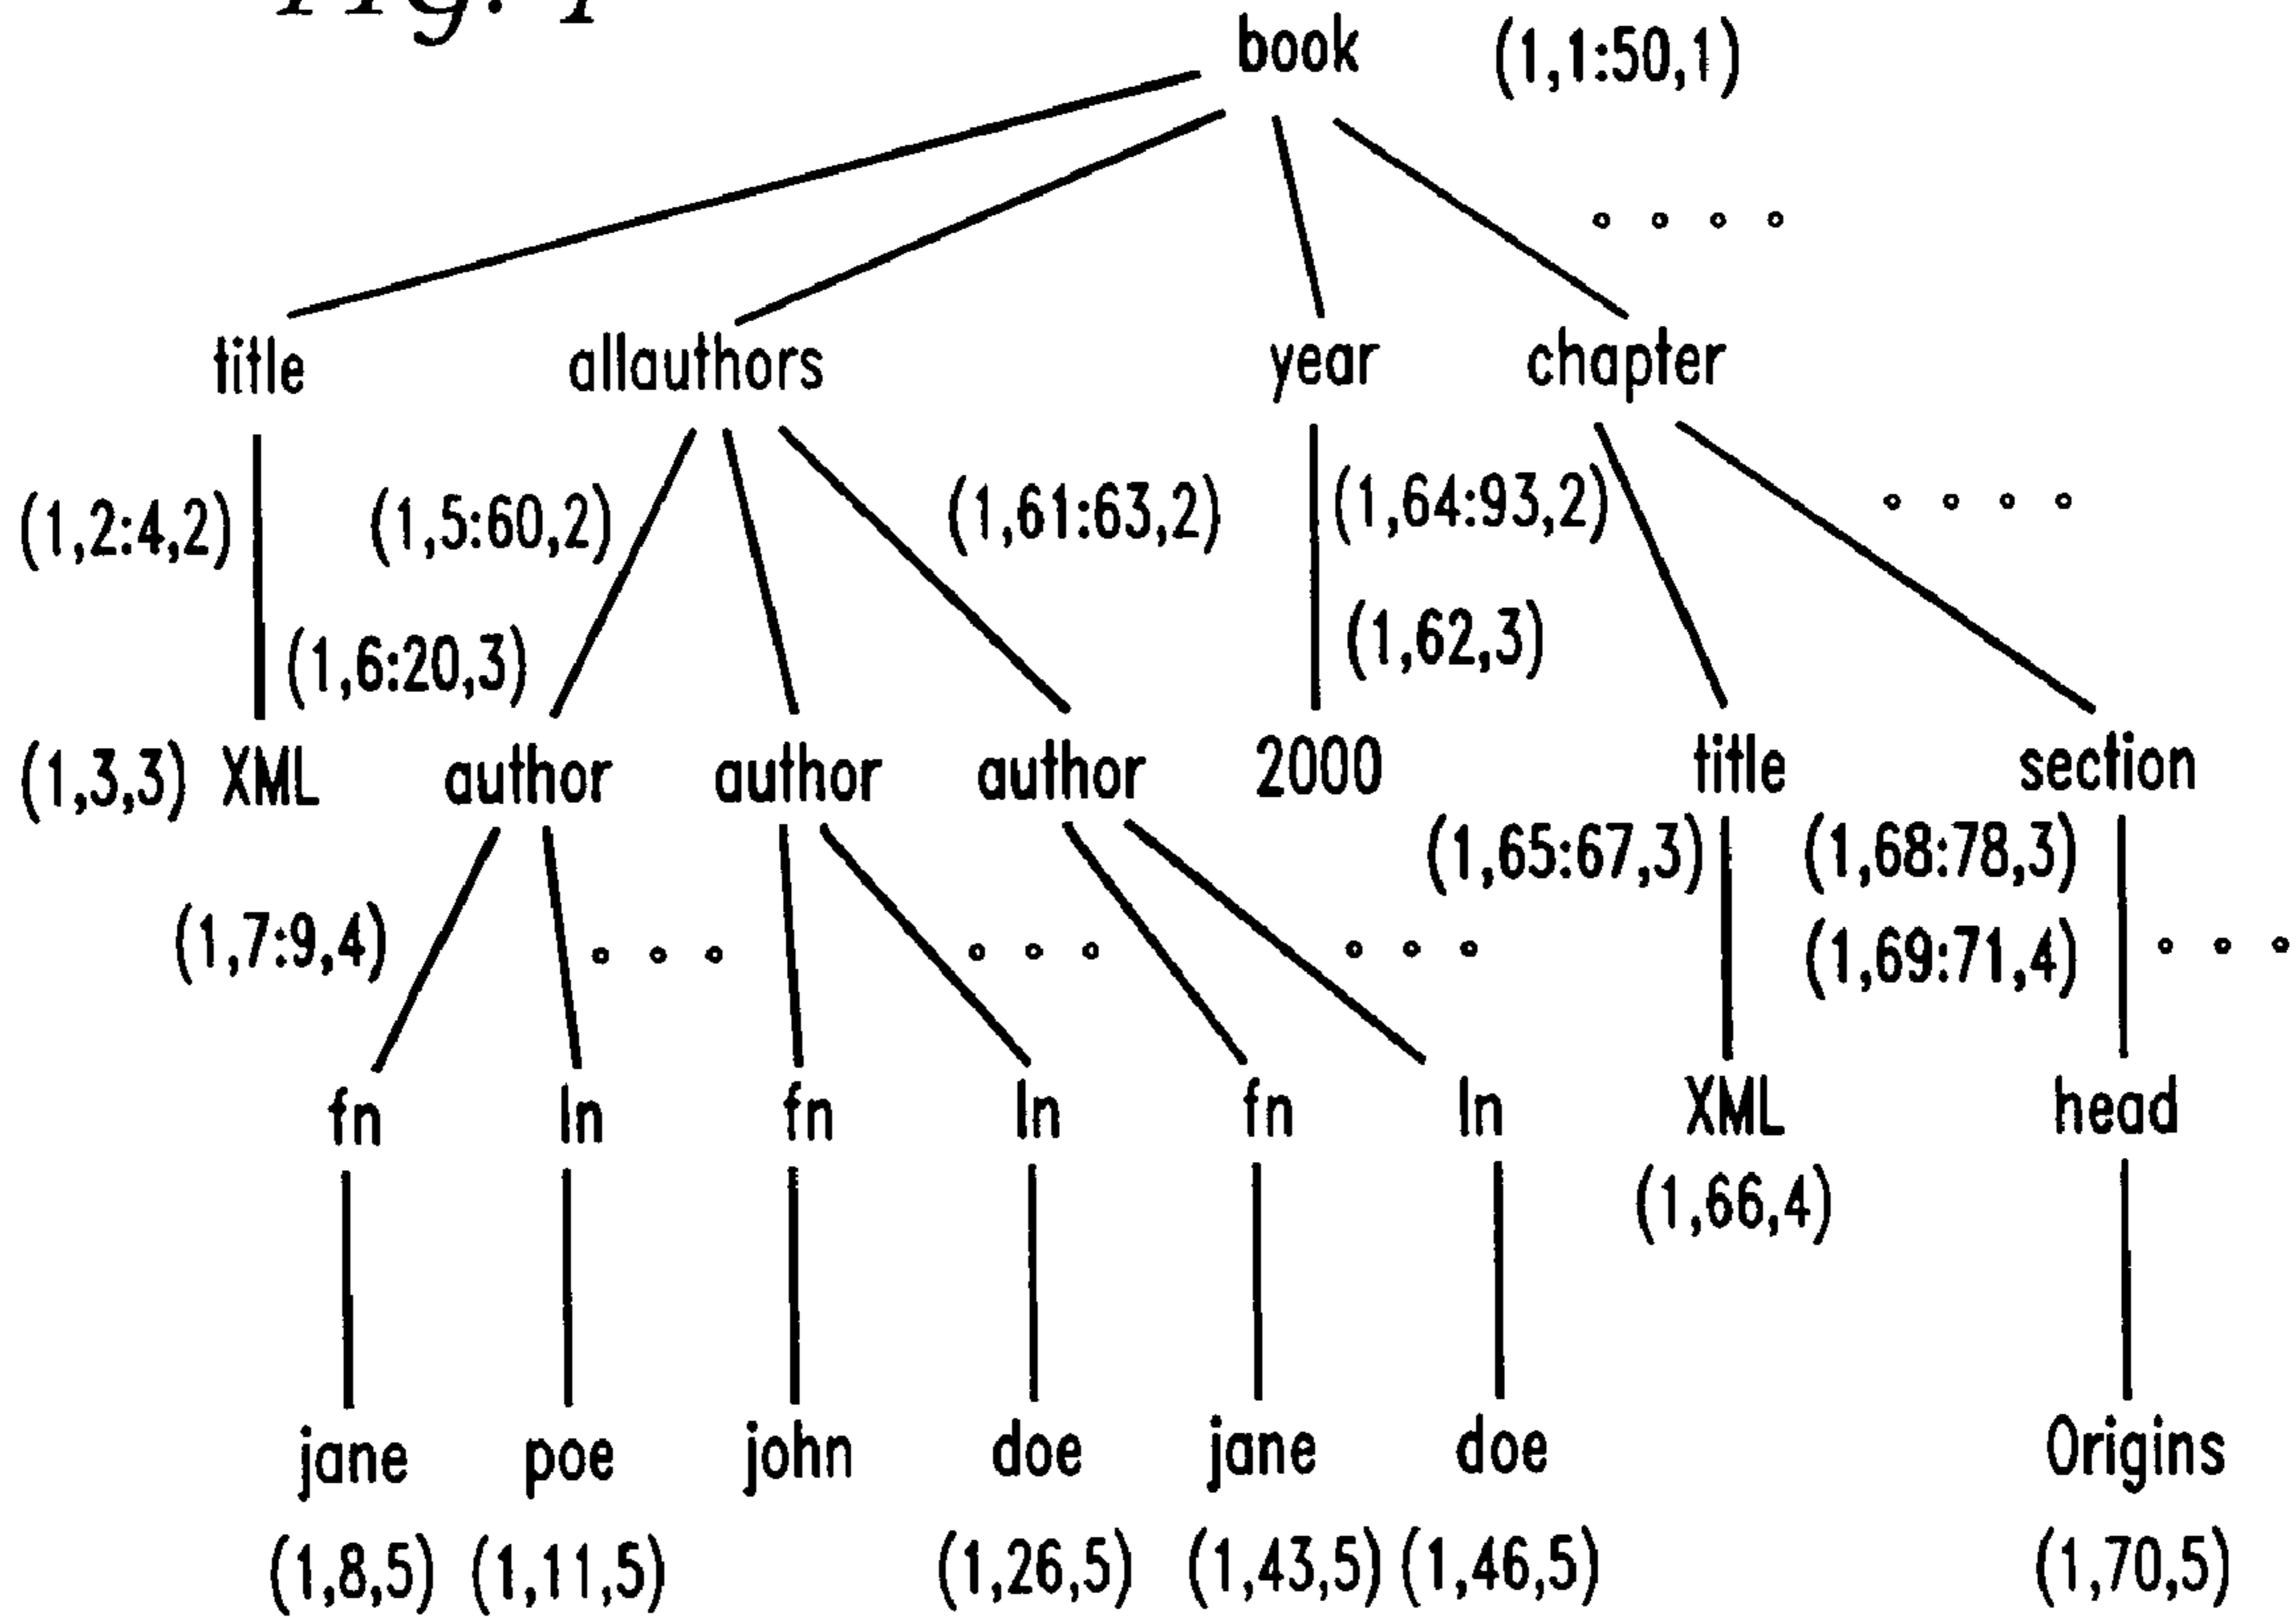 Fig. 1
book (1,1:50,1)
title allauthors year chapter
(1,2:4,2) (1,5:60,2) (1,61:63,2) (1,64:93,2)
(1,6:20,3) (1,62,3)
(1,3,3) XML author author author 2000 title section
(1,65:67,3) (1,68:78,3)
(1,7:9,4) (1,69:71,4)
fn ln fn ln fn ln XML head
(1,66,4)
jane poe john doe jane doe Origins
(1,8,5) (1,11,5) (1,26,5) (1,43,5) (1,46,5) (1,70,5)